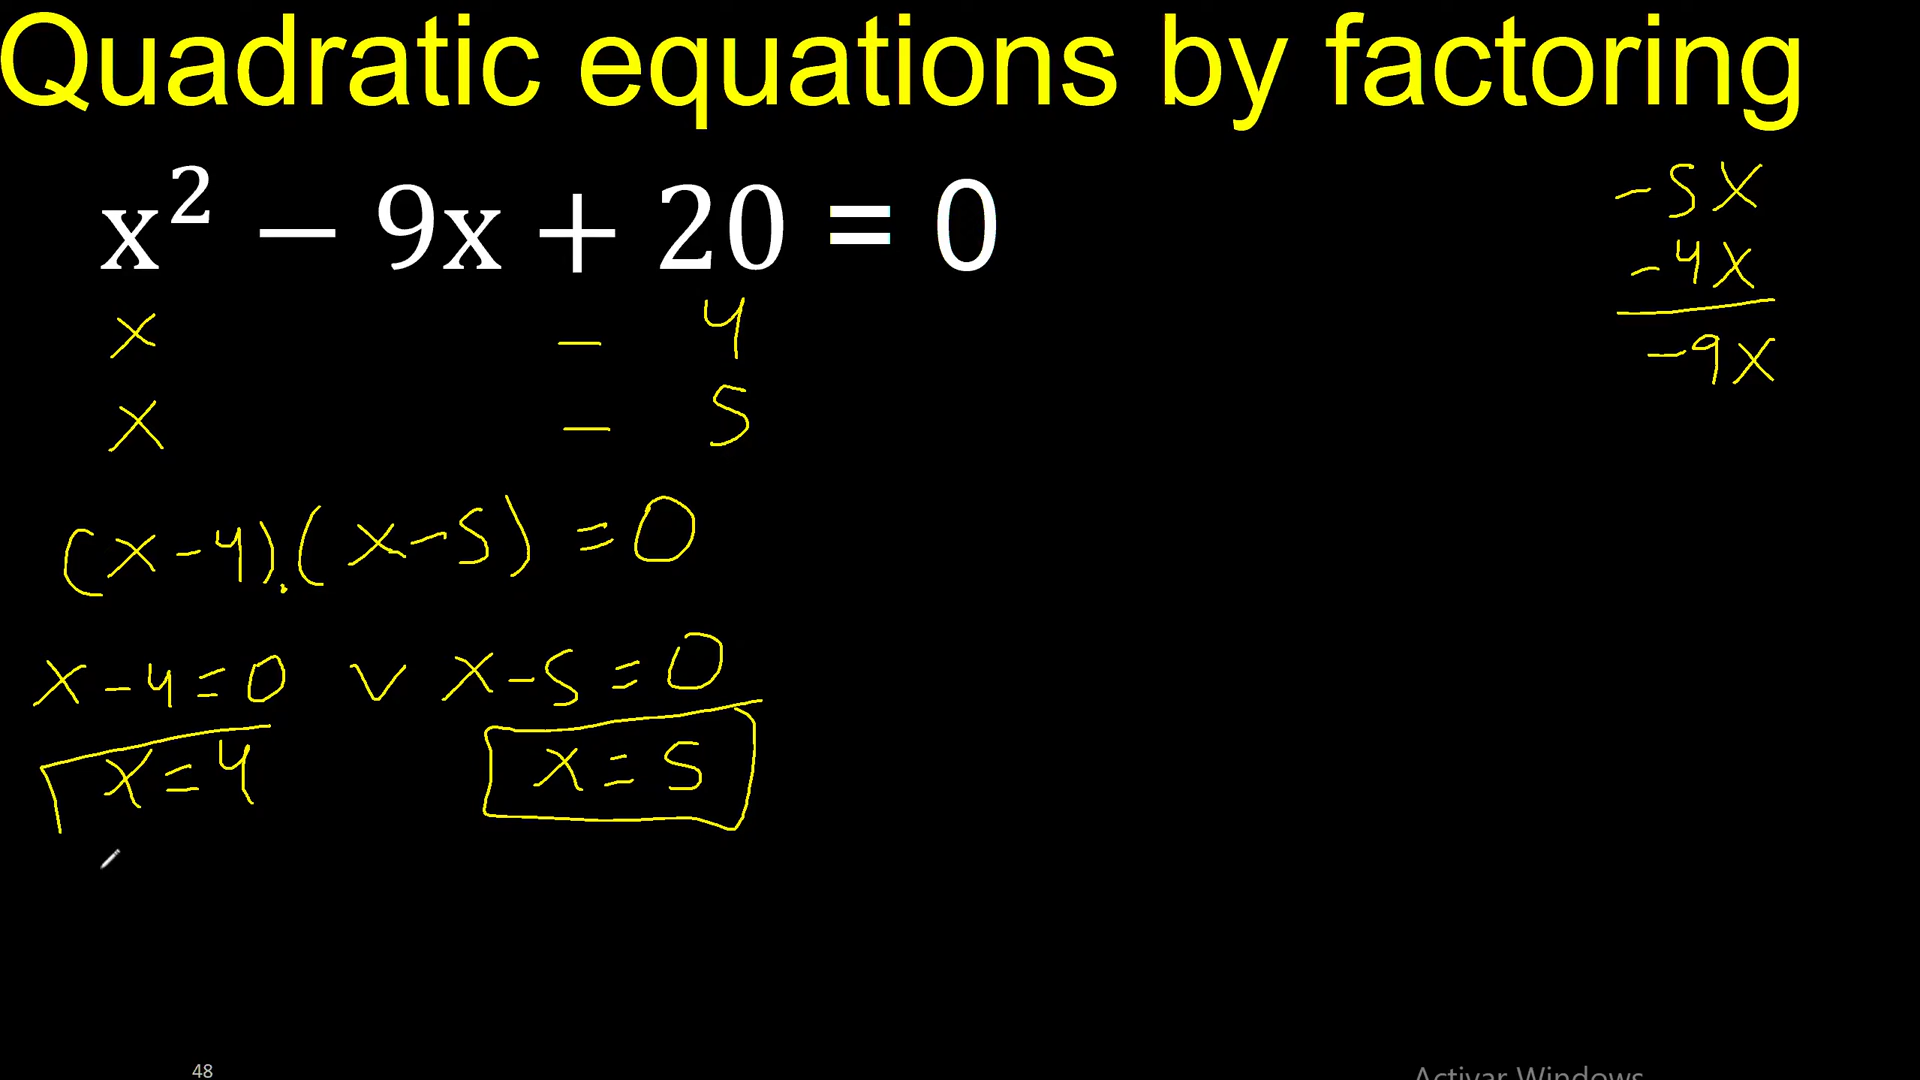 Quadratic equations by factoring
x² − 9x + 20 = 0
x − 4
x − 5
-5x
-4x
-9x
(x-4).(x-5) = 0
x-4=0 v x-5=0
x=4 x=5
48
Activar Windows